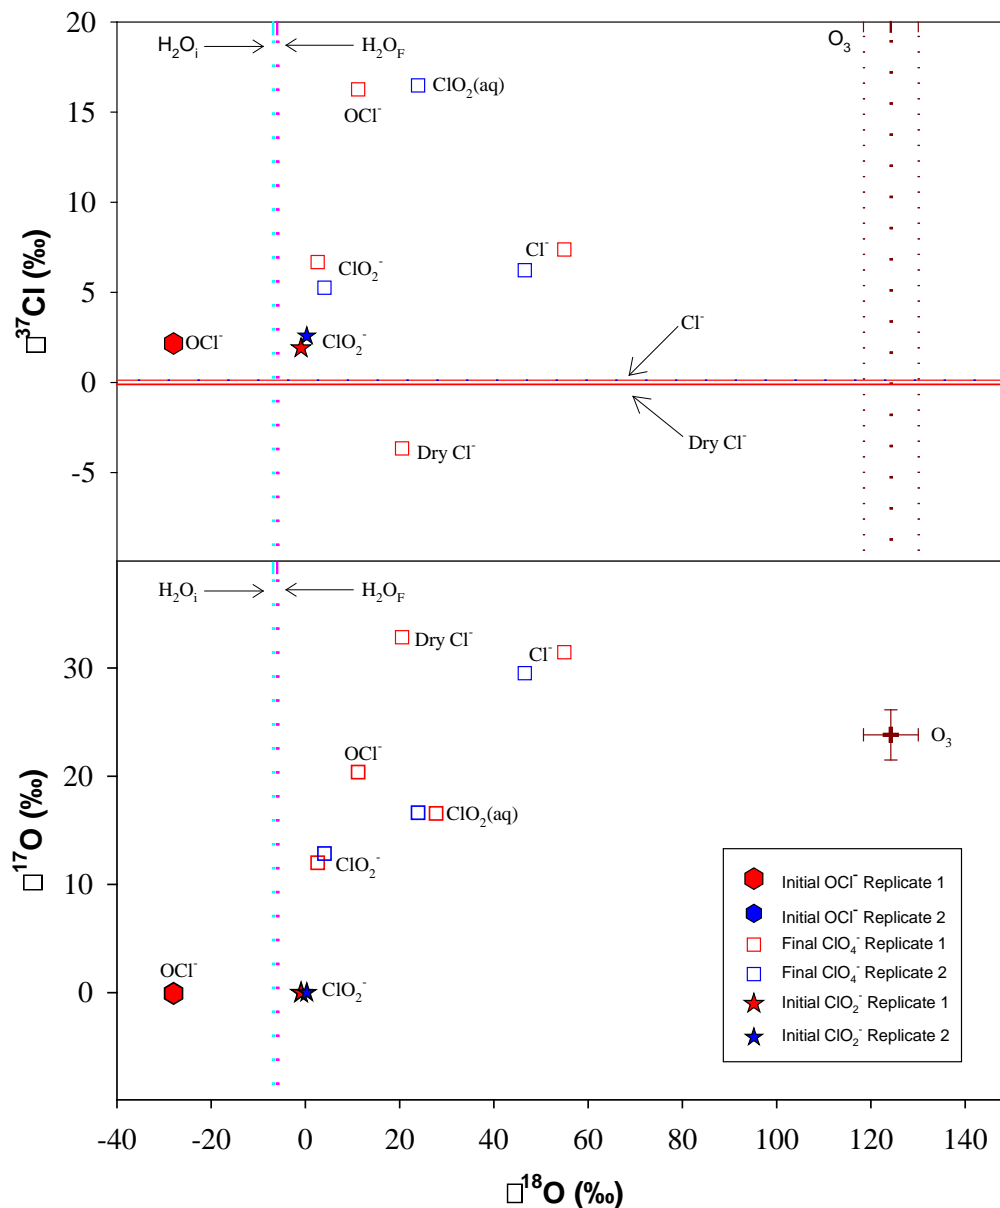 20
15
10
5
0
-5
□³⁷Cl (‰)
H₂Oᵢ
H₂O_F
O₃
ClO₂(aq)
OCl⁻
ClO₂⁻
Cl⁻
OCl⁻
ClO₂⁻
Cl⁻
Dry Cl⁻
Dry Cl⁻
H₂Oᵢ
H₂O_F
30
20
10
0
□¹⁷O (‰)
Dry Cl⁻
Cl⁻
OCl⁻
O₃
ClO₂(aq)
ClO₂⁻
OCl⁻
ClO₂⁻
Initial OCl⁻ Replicate 1
Initial OCl⁻ Replicate 2
Final ClO₄⁻ Replicate 1
Final ClO₄⁻ Replicate 2
Initial ClO₂⁻ Replicate 1
Initial ClO₂⁻ Replicate 2
-40 -20 0 20 40 60 80 100 120 140
□¹⁸O (‰)